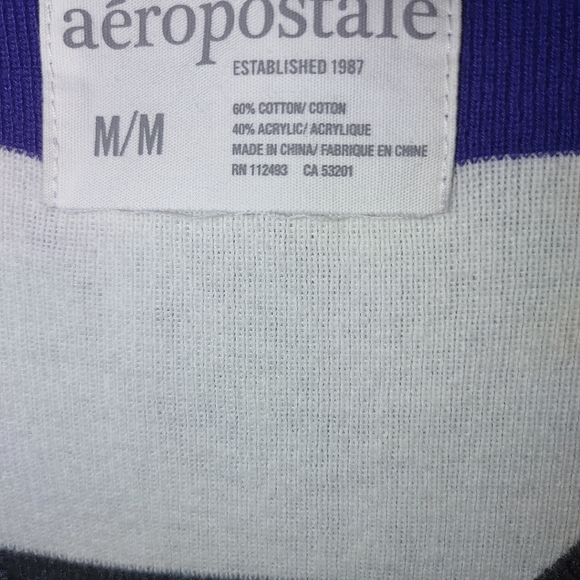 aéropostale
ESTABLISHED 1987
M/M
60% COTTON/ COTON
40% ACRYLIC/ ACRYLIQUE
MADE IN CHINA/ FABRIQUE EN CHINE
RN 112493 CA 53201